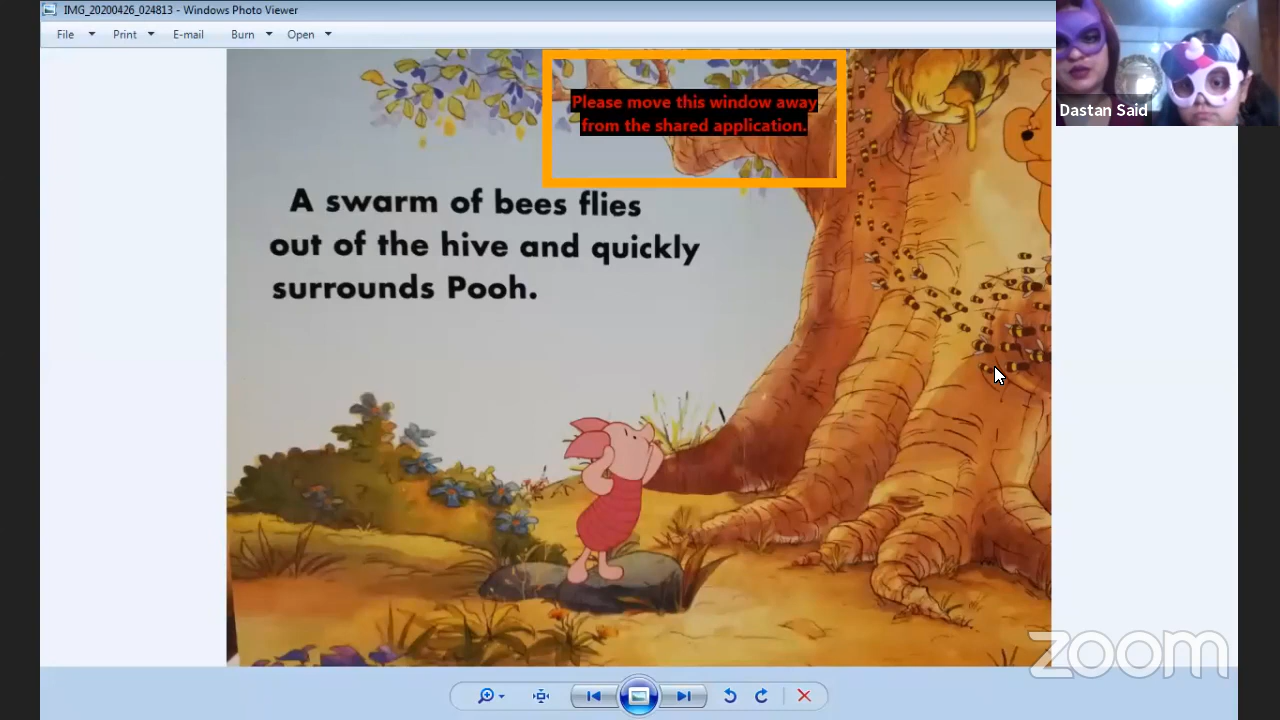 IMG_20200426_024813 - Windows Photo Viewer
File Print E-mail Burn Open
Please move this window away
from the shared application.
Dastan Said
A swarm of bees flies
out of the hive and quickly
surrounds Pooh.
zoom